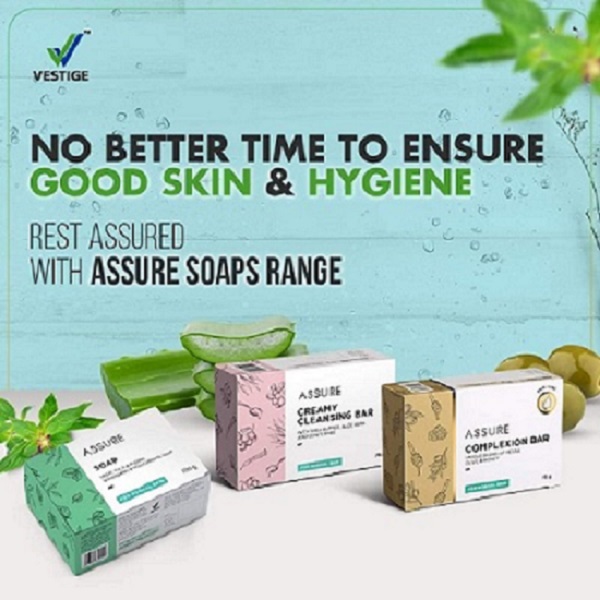 VESTIGE
NO BETTER TIME TO ENSURE
GOOD SKIN & HYGIENE
REST ASSURED
WITH ASSURE SOAPS RANGE
ASSURE
SOAP
ASSURE
CREAMY
CLEANSING BAR
ASSURE
COMPLEXION BAR